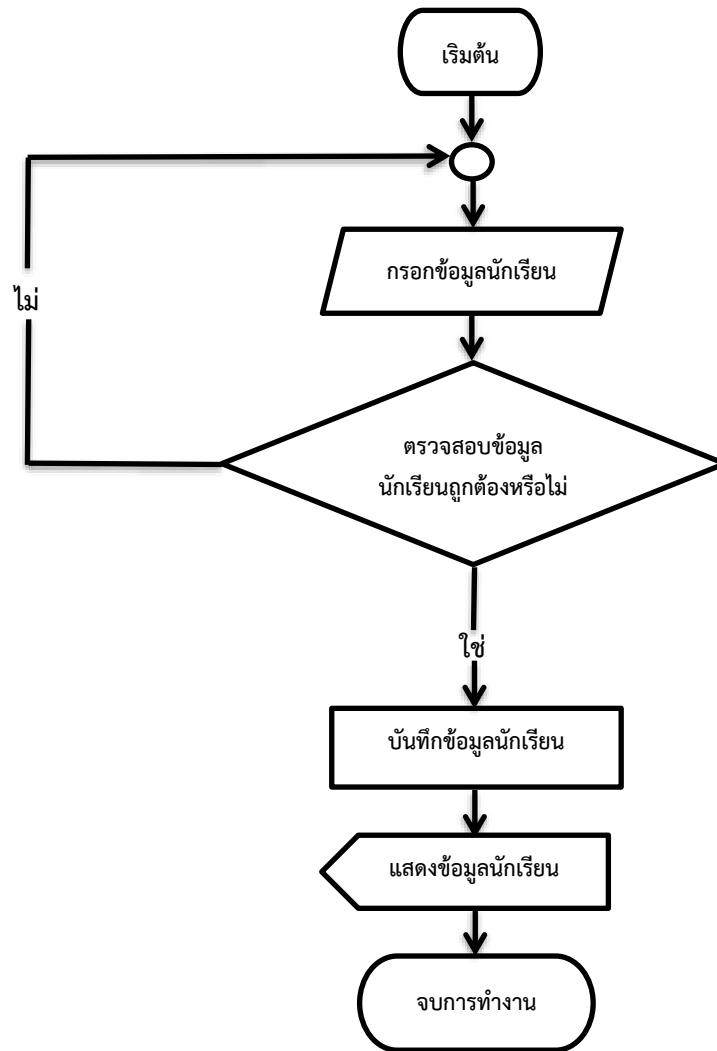 เริ่มต้น
กรอกข้อมูลนักเรียน
ไม่
ตรวจสอบข้อมูล
นักเรียนถูกต้องหรือไม่
ใช่
บันทึกข้อมูลนักเรียน
แสดงข้อมูลนักเรียน
จบการทำงาน